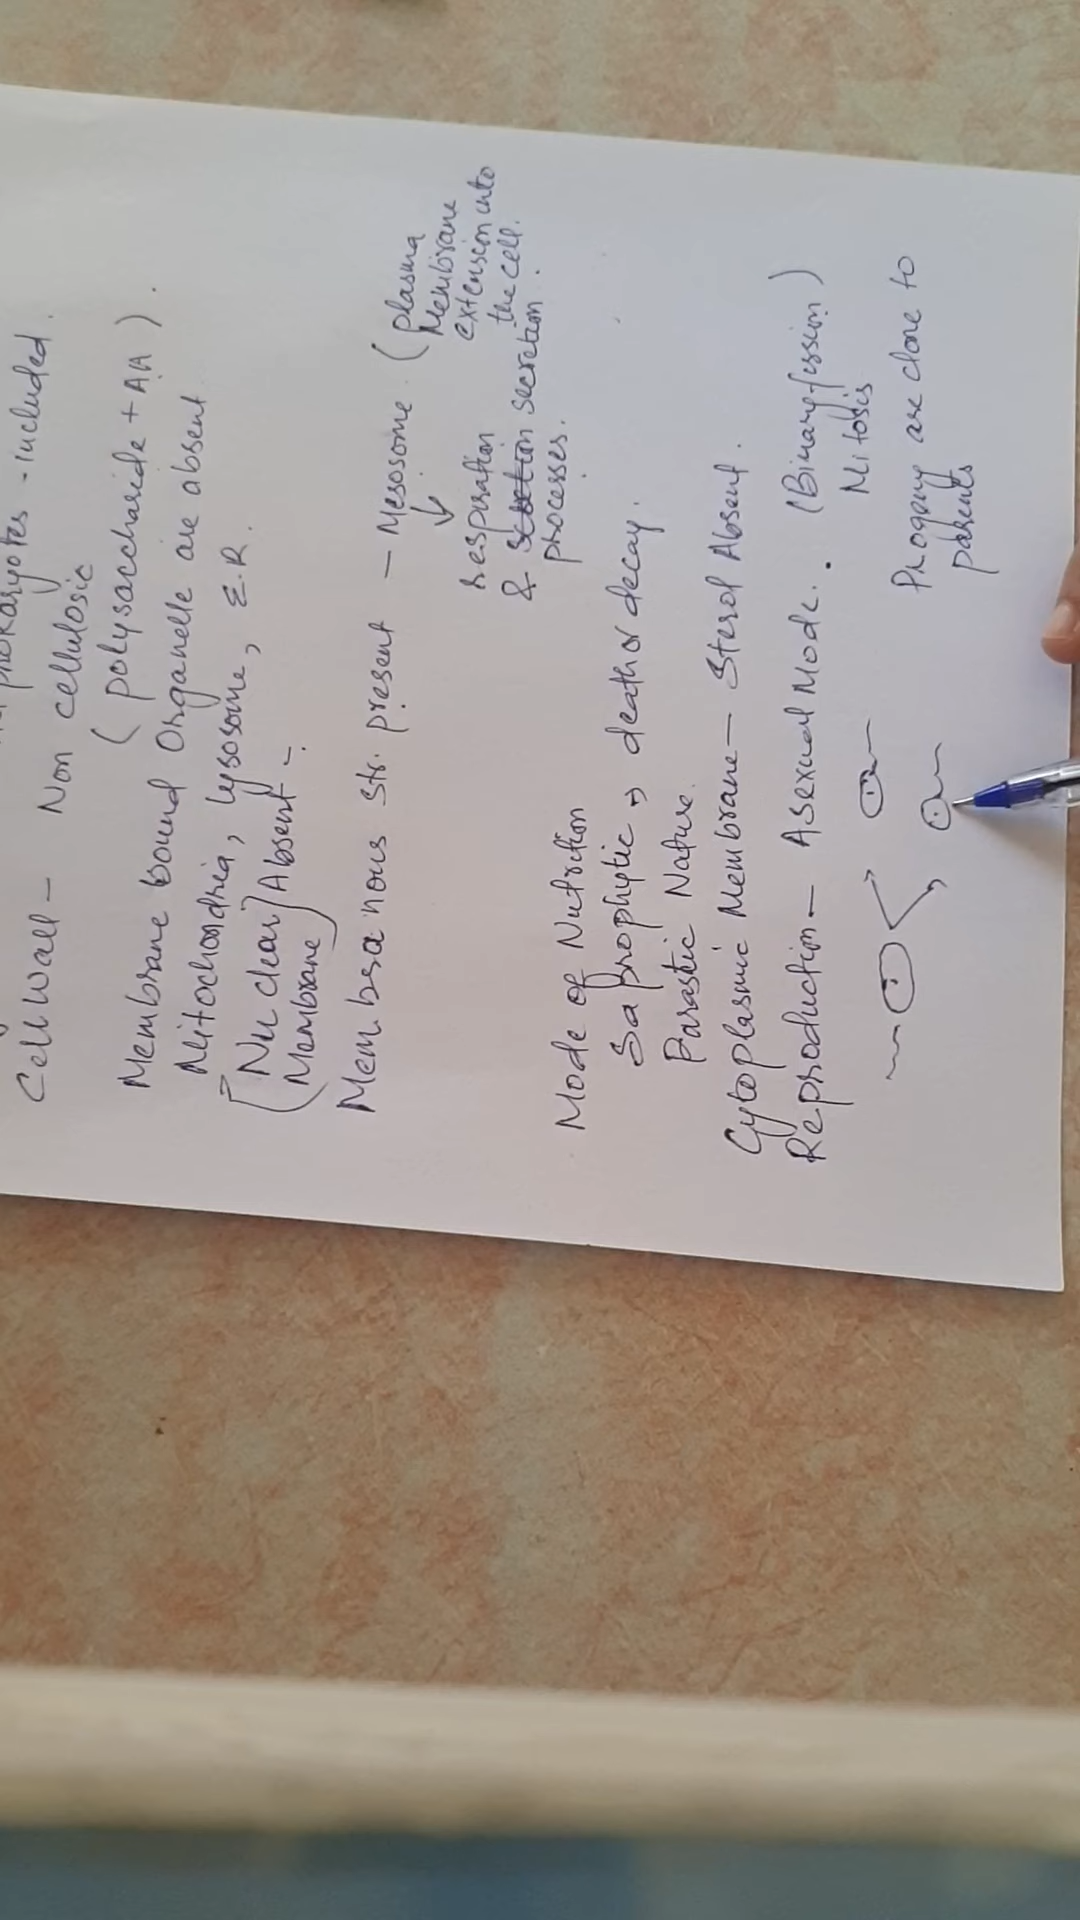 prokaryotes - included.
Cell Wall - Non cellulosic
(polysaccharide + AA).
Membrane bound Organelle are absent
Mitochondria, lysosome, E.R.
(Nuclear Membrane) Absent -
Membranous Str. present - Mesosome. (plasma Membrane extension into the cell.
respiration
& secretion
processes.
Mode of Nutrition
Saprophytic → death or decay.
Parastic Nature.
Cytoplasmic Membrane - Sterol Absent.
Reproduction - Asexual Mode. (Binary fission)
Mitosis
Progeny are clone to
parents